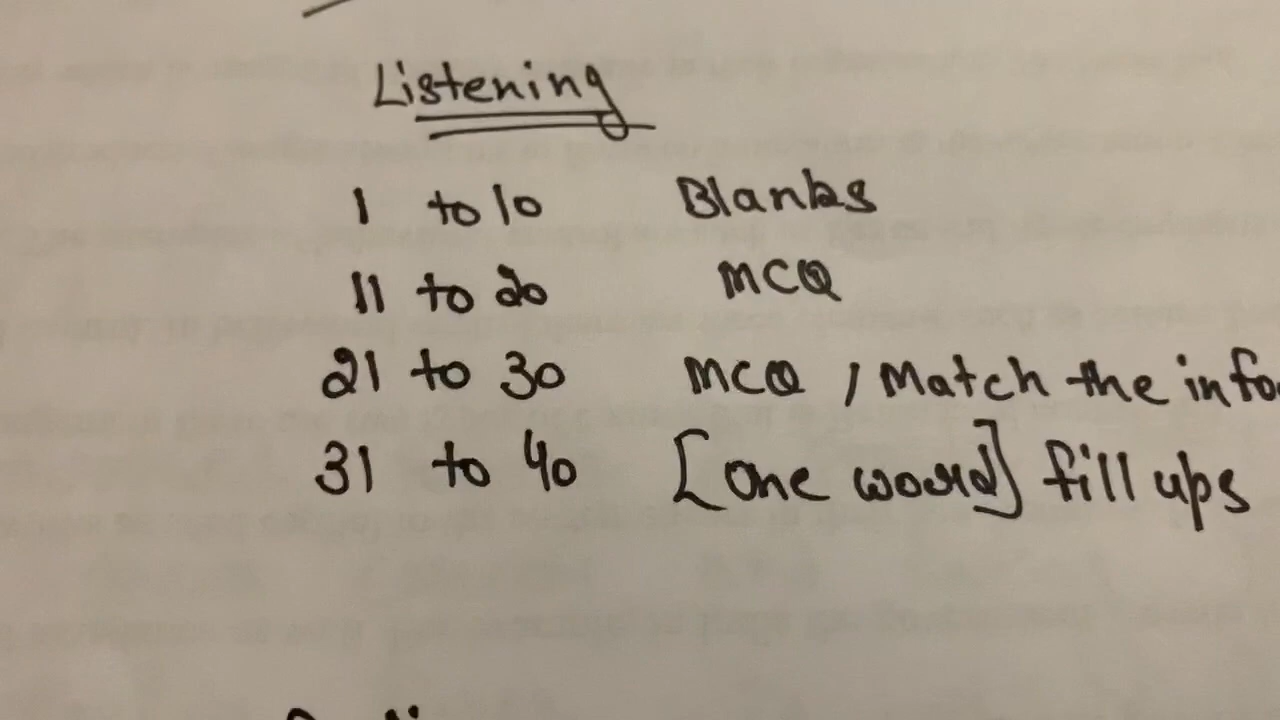 Listening
1 to 10 Blanks
11 to 20 MCQ
21 to 30 MCQ, Match the info
31 to 40 [One word] fill ups